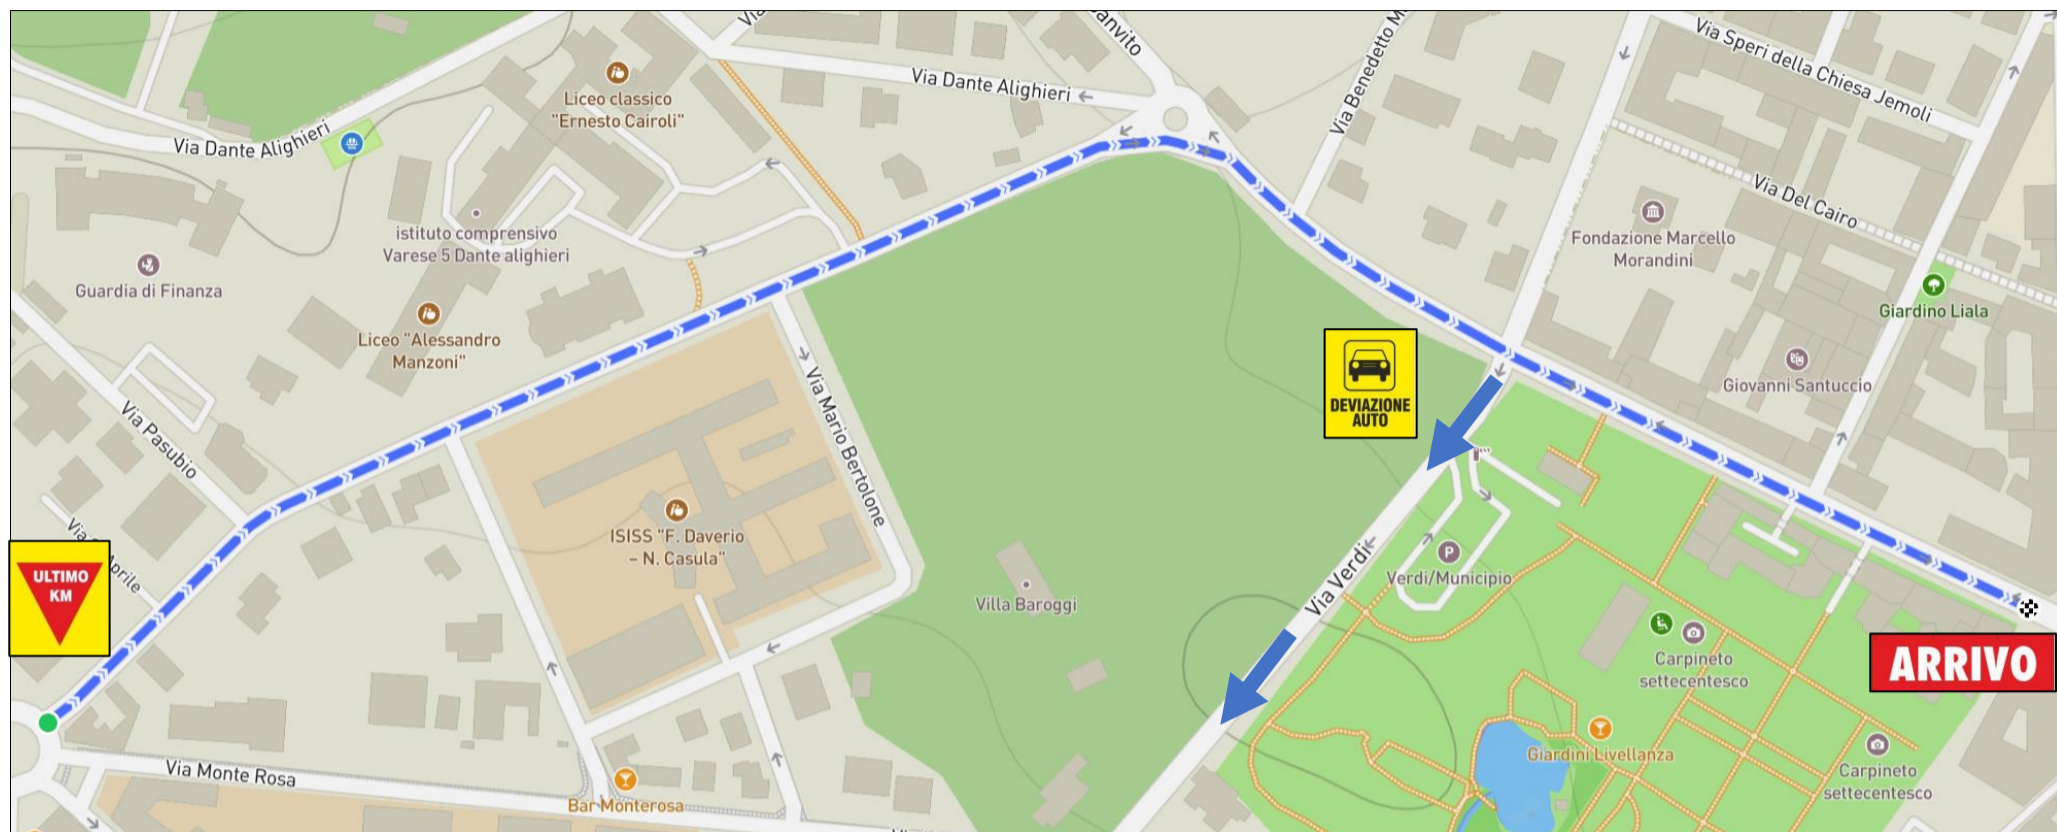 Via Speri della Chiesa Jemoli
Via Dante Alighieri
Via Benedetto M
anvito
Liceo classico
"Ernesto Cairoli"
Via Dante Alighieri
Via Del Cairo
istituto comprensivo
Varese 5 Dante alighieri
Fondazione Marcello
Morandini
Guardia di Finanza
Giardino Liala
Liceo "Alessandro
Manzoni"
Giovanni Santuccio
DEVIAZIONE
AUTO
Via Mario Bertolone
Via Pasubio
ISISS "F. Daverio
– N. Casula"
P
Verdi/Municipio
Via Verdi
Via
Aprile
ULTIMO
KM
Villa Baroggi
Carpineto
settecentesco
ARRIVO
Giardini Livellanza
Via Monte Rosa
Bar Monterosa
Carpineto
settecentesco